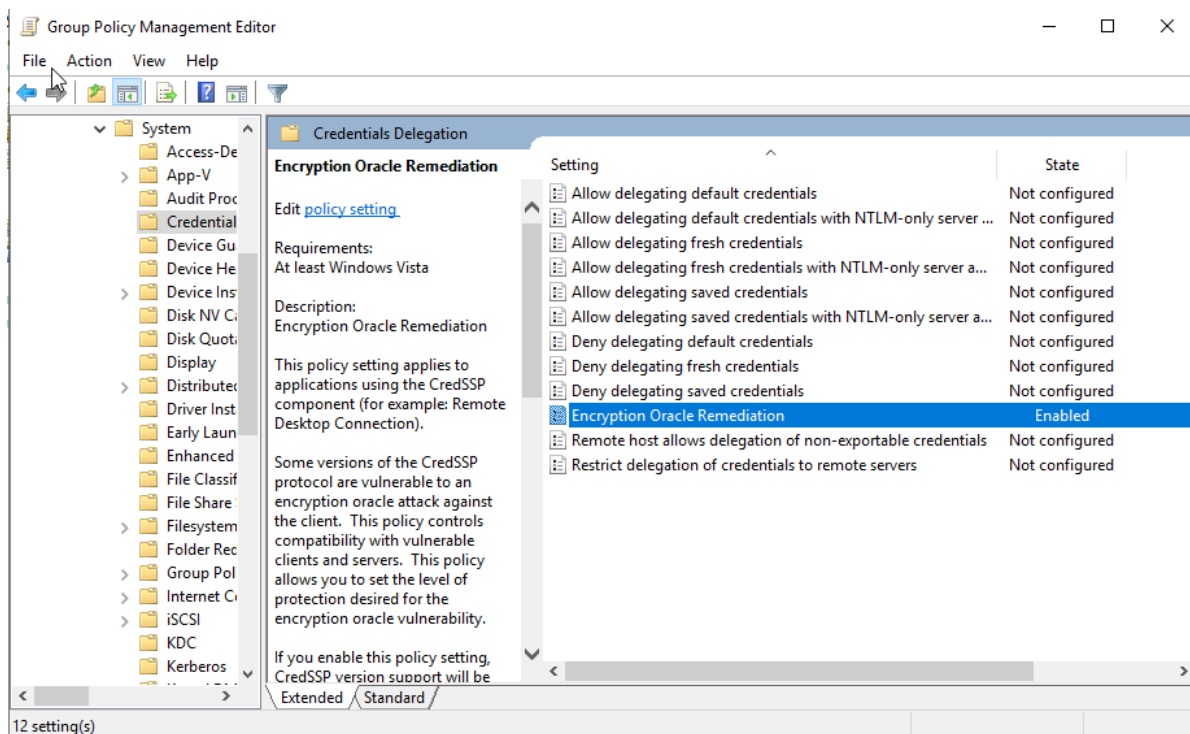 Group Policy Management Editor
File Action View Help
System
Access-De
App-V
Audit Proc
Credential
Device Gu
Device He
Device Ins
Disk NV Ca
Disk Quota
Display
Distributed
Driver Inst
Early Laun
Enhanced
File Classif
File Share
Filesystem
Folder Red
Group Pol
Internet Co
iSCSI
KDC
Kerberos
Credentials Delegation
Encryption Oracle Remediation
Edit policy setting
Requirements:
At least Windows Vista
Description:
Encryption Oracle Remediation
This policy setting applies to
applications using the CredSSP
component (for example: Remote
Desktop Connection).
Some versions of the CredSSP
protocol are vulnerable to an
encryption oracle attack against
the client. This policy controls
compatibility with vulnerable
clients and servers. This policy
allows you to set the level of
protection desired for the
encryption oracle vulnerability.
If you enable this policy setting,
CredSSP version support will be
Setting State
Allow delegating default credentials Not configured
Allow delegating default credentials with NTLM-only server ... Not configured
Allow delegating fresh credentials Not configured
Allow delegating fresh credentials with NTLM-only server a... Not configured
Allow delegating saved credentials Not configured
Allow delegating saved credentials with NTLM-only server a... Not configured
Deny delegating default credentials Not configured
Deny delegating fresh credentials Not configured
Deny delegating saved credentials Not configured
Encryption Oracle Remediation Enabled
Remote host allows delegation of non-exportable credentials Not configured
Restrict delegation of credentials to remote servers Not configured
Extended Standard
12 setting(s)